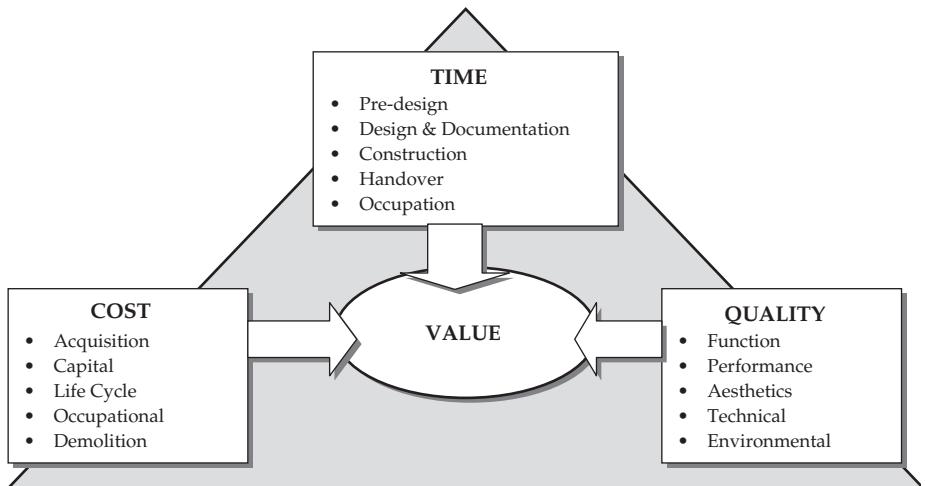 TIME
• Pre-design
• Design & Documentation
• Construction
• Handover
• Occupation
COST
• Acquisition
• Capital
• Life Cycle
• Occupational
• Demolition
VALUE
QUALITY
• Function
• Performance
• Aesthetics
• Technical
• Environmental